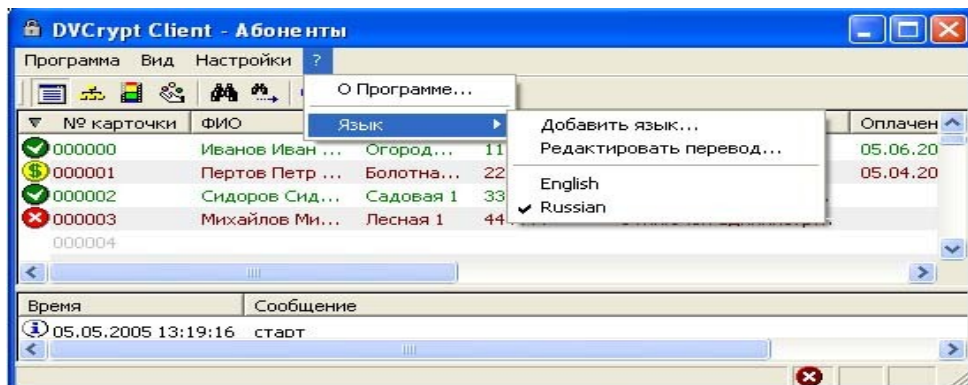 DVCrypt Client - Абоненты
Программа Вид Настройки ?
О Программе...
Язык
Добавить язык...
Редактировать перевод...
English
Russian
№ карточки ФИО Оплачен
000000 Иванов Иван ... Огород... 11 05.06.20
000001 Пертов Петр ... Болотна... 22 05.04.20
000002 Сидоров Сид... Садовая 1 33
000003 Михайлов Ми... Лесная 1 44
000004
Время Сообщение
05.05.2005 13:19:16 старт